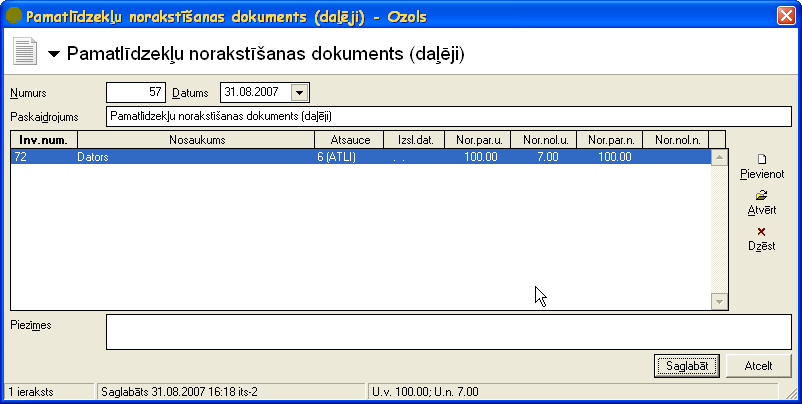 Pamatlīdzekļu norakstīšanas dokuments (daļēji) - Ozols
Pamatlīdzekļu norakstīšanas dokuments (daļēji)
Numurs 57 Datums 31.08.2007
Paskaidrojums Pamatlīdzekļu norakstīšanas dokuments (daļēji)
Inv.num. Nosaukums Atsauce Izsl.dat. Nor.par.u. Nor.nol.u. Nor.par.n. Nor.nol.n.
72 Dators 6 (ATLI) . . 100.00 7.00 100.00
Pievienot
Atvērt
Dzēst
Piezīmes
Saglabāt Atcelt
1 ieraksts Saglabāts 31.08.2007 16:18 its-2 U.v. 100.00; U.n. 7.00